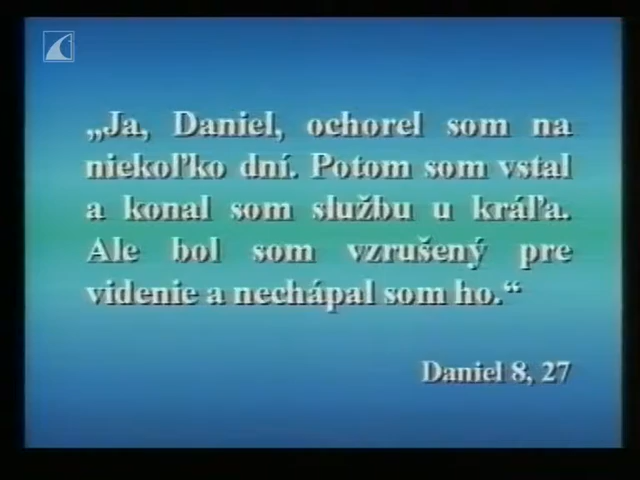 „Ja, Daniel, ochorel som na
niekoľko dní. Potom som vstal
a konal som službu u kráľa.
Ale bol som vzrušený pre
videnie a nechápal som ho.“
Daniel 8, 27